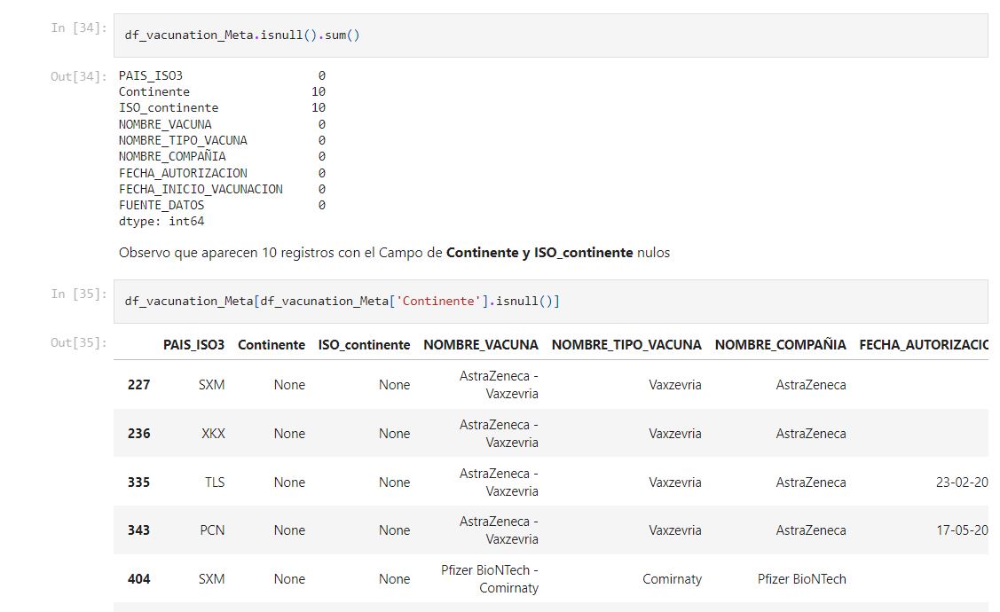 In [34]: df_vacunation_Meta.isnull().sum()
Out[34]: PAIS_ISO3 0
Continente 10
ISO_continente 10
NOMBRE_VACUNA 0
NOMBRE_TIPO_VACUNA 0
NOMBRE_COMPAÑIA 0
FECHA_AUTORIZACION 0
FECHA_INICIO_VACUNACION 0
FUENTE_DATOS 0
dtype: int64
Observo que aparecen 10 registros con el Campo de Continente y ISO_continente nulos
In [35]: df_vacunation_Meta[df_vacunation_Meta['Continente'].isnull()]
Out[35]: PAIS_ISO3 Continente ISO_continente NOMBRE_VACUNA NOMBRE_TIPO_VACUNA NOMBRE_COMPAÑIA FECHA_AUTORIZACIO
227 SXM None None AstraZeneca - Vaxzevria Vaxzevria AstraZeneca
236 XKX None None AstraZeneca - Vaxzevria Vaxzevria AstraZeneca
335 TLS None None AstraZeneca - Vaxzevria Vaxzevria AstraZeneca 23-02-20
343 PCN None None AstraZeneca - Vaxzevria Vaxzevria AstraZeneca 17-05-20
404 SXM None None Pfizer BioNTech - Comirnaty Comirnaty Pfizer BioNTech